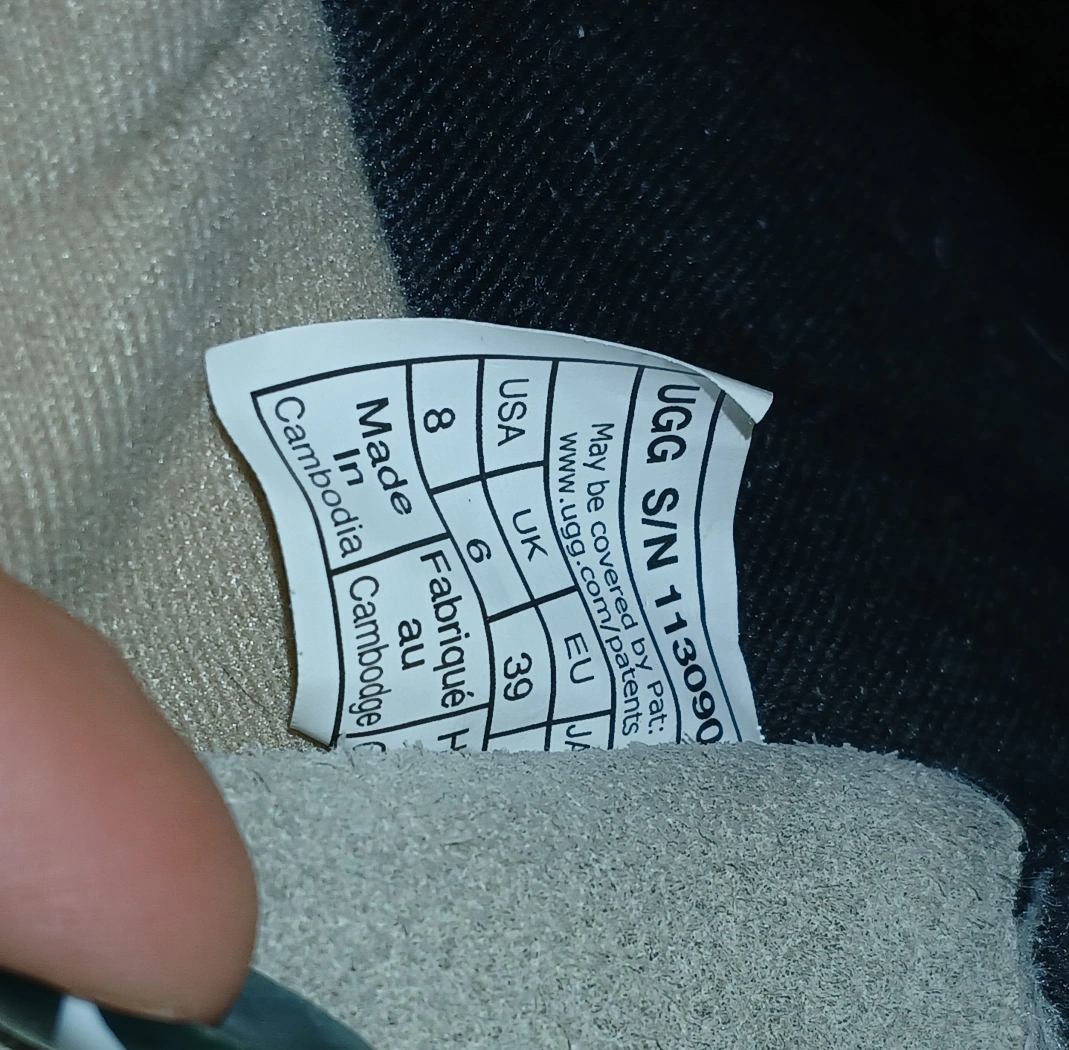 UGG S/N 113090
May be covered by Pat:
www.ugg.com/patents
USA UK EU JA
8 6 39
Made In Cambodia
Fabriqué au Cambodge